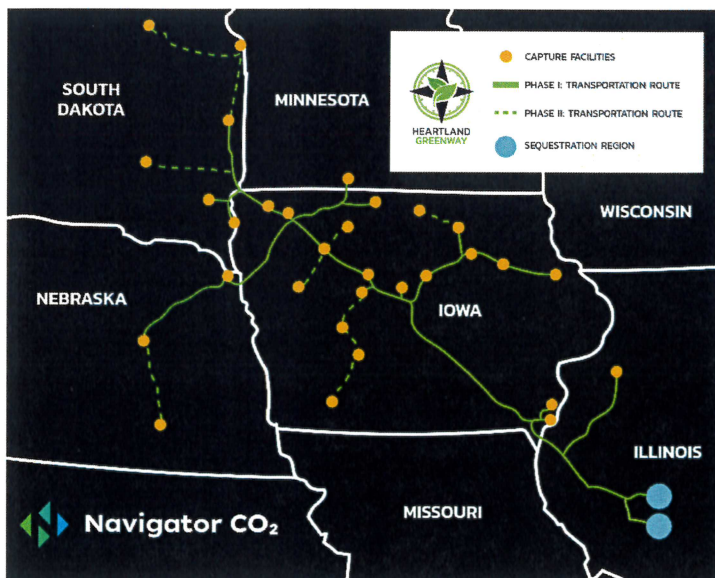 SOUTH
DAKOTA
MINNESOTA
HEARTLAND
GREENWAY
CAPTURE FACILITIES
PHASE I: TRANSPORTATION ROUTE
PHASE II: TRANSPORTATION ROUTE
SEQUESTRATION REGION
WISCONSIN
NEBRASKA
IOWA
ILLINOIS
MISSOURI
Navigator CO₂